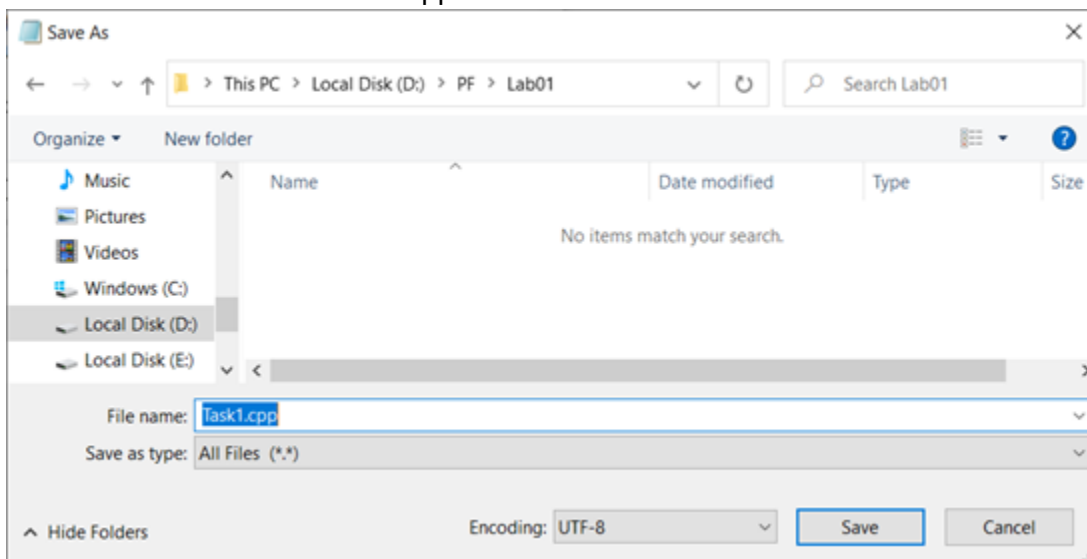 Save As
This PC > Local Disk (D:) > PF > Lab01
Search Lab01
Organize
New folder
Name
Date modified
Type
Size
Music
Pictures
Videos
Windows (C:)
Local Disk (D:)
Local Disk (E:)
No items match your search.
File name: Task1.cpp
Save as type: All Files (*.*)
Hide Folders
Encoding: UTF-8
Save
Cancel